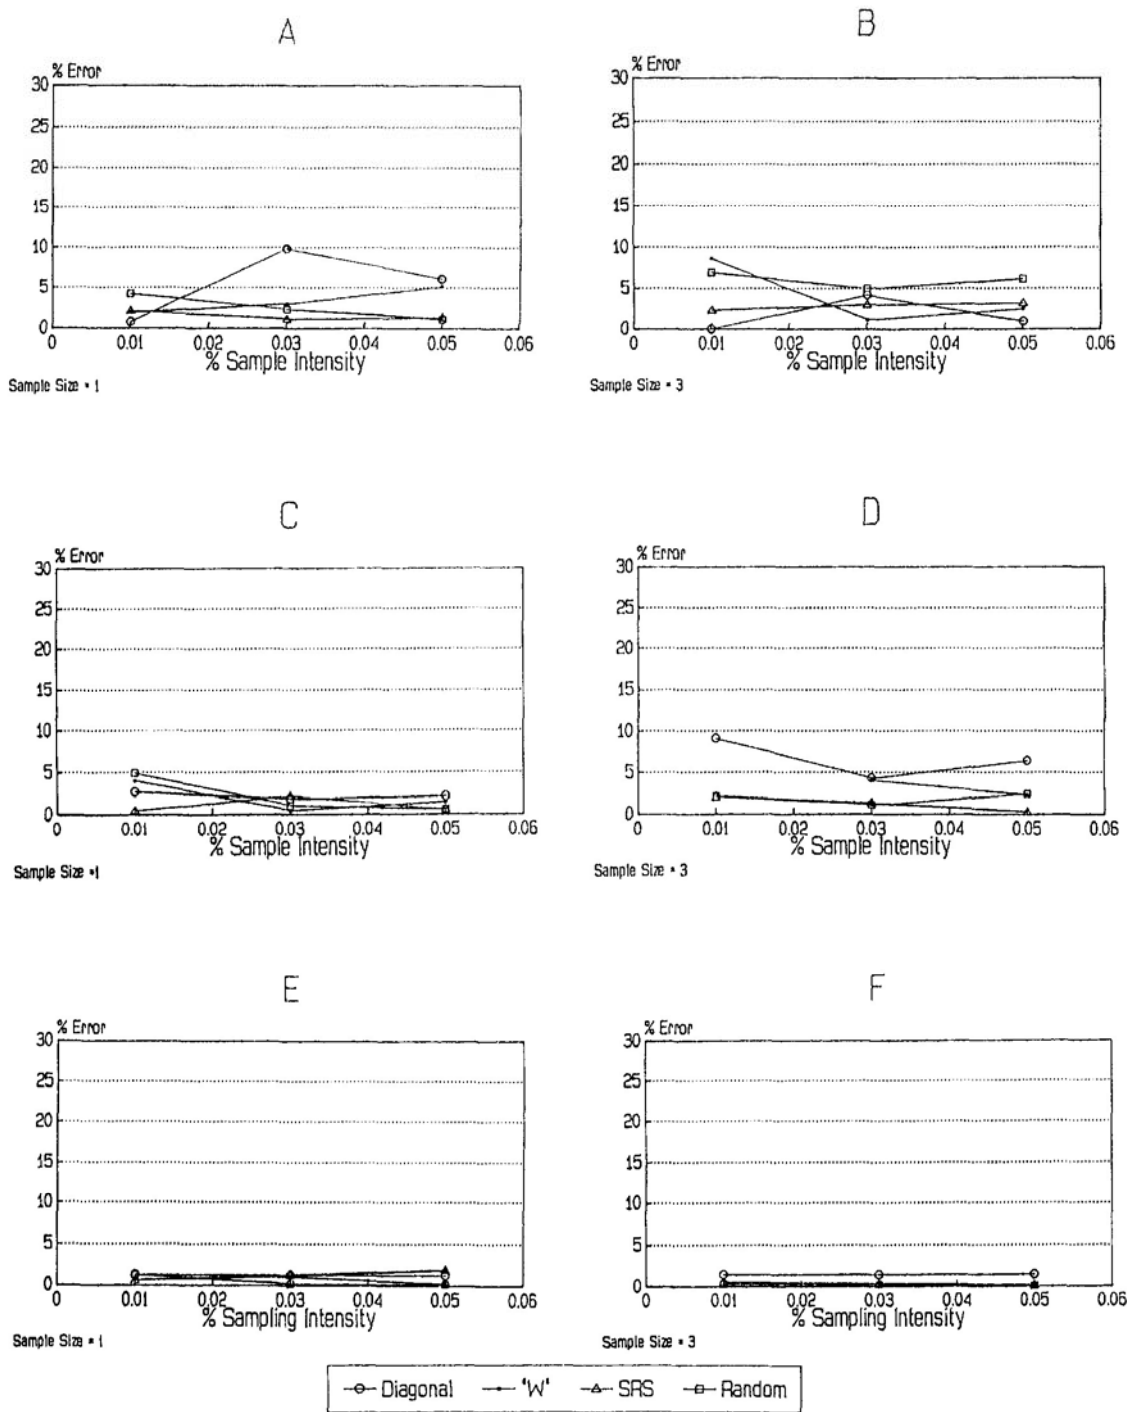 A
% Error
30
25
20
15
10
5
0
0 0.01 0.02 0.03 0.04 0.05 0.06
% Sample Intensity
Sample Size = 1
B
% Error
30
25
20
15
10
5
0
0 0.01 0.02 0.03 0.04 0.05 0.06
% Sample Intensity
Sample Size = 3
C
% Error
30
25
20
15
10
5
0
0 0.01 0.02 0.03 0.04 0.05 0.06
% Sample Intensity
Sample Size =1
D
% Error
30
25
20
15
10
5
0
0 0.01 0.02 0.03 0.04 0.05 0.06
% Sample Intensity
Sample Size = 3
E
% Error
30
25
20
15
10
5
0
0 0.01 0.02 0.03 0.04 0.05 0.06
% Sampling Intensity
Sample Size = 1
F
% Error
30
25
20
15
10
5
0
0 0.01 0.02 0.03 0.04 0.05 0.06
% Sampling Intensity
Sample Size = 3
Diagonal 'W' SRS Random